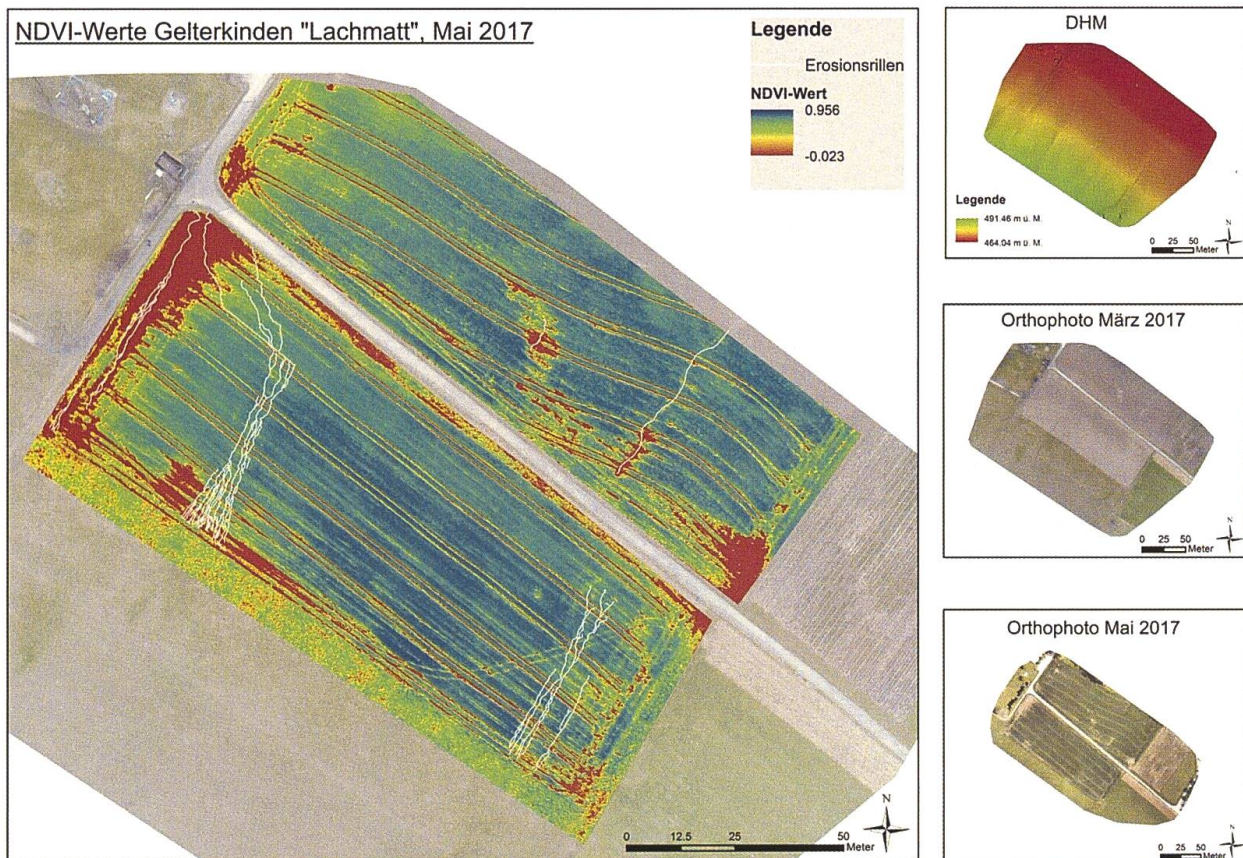 NDVI-Werte Gelterkinden "Lachmatt", Mai 2017
Legende
Erosionsrillen
NDVI-Wert
0.956
-0.023
N
0 12.5 25 50
Meter
DHM
Legende
491.46 m ü. M.
464.04 m ü. M.
N
0 25 50
Meter
Orthophoto März 2017
N
0 25 50
Meter
Orthophoto Mai 2017
N
0 25 50
Meter